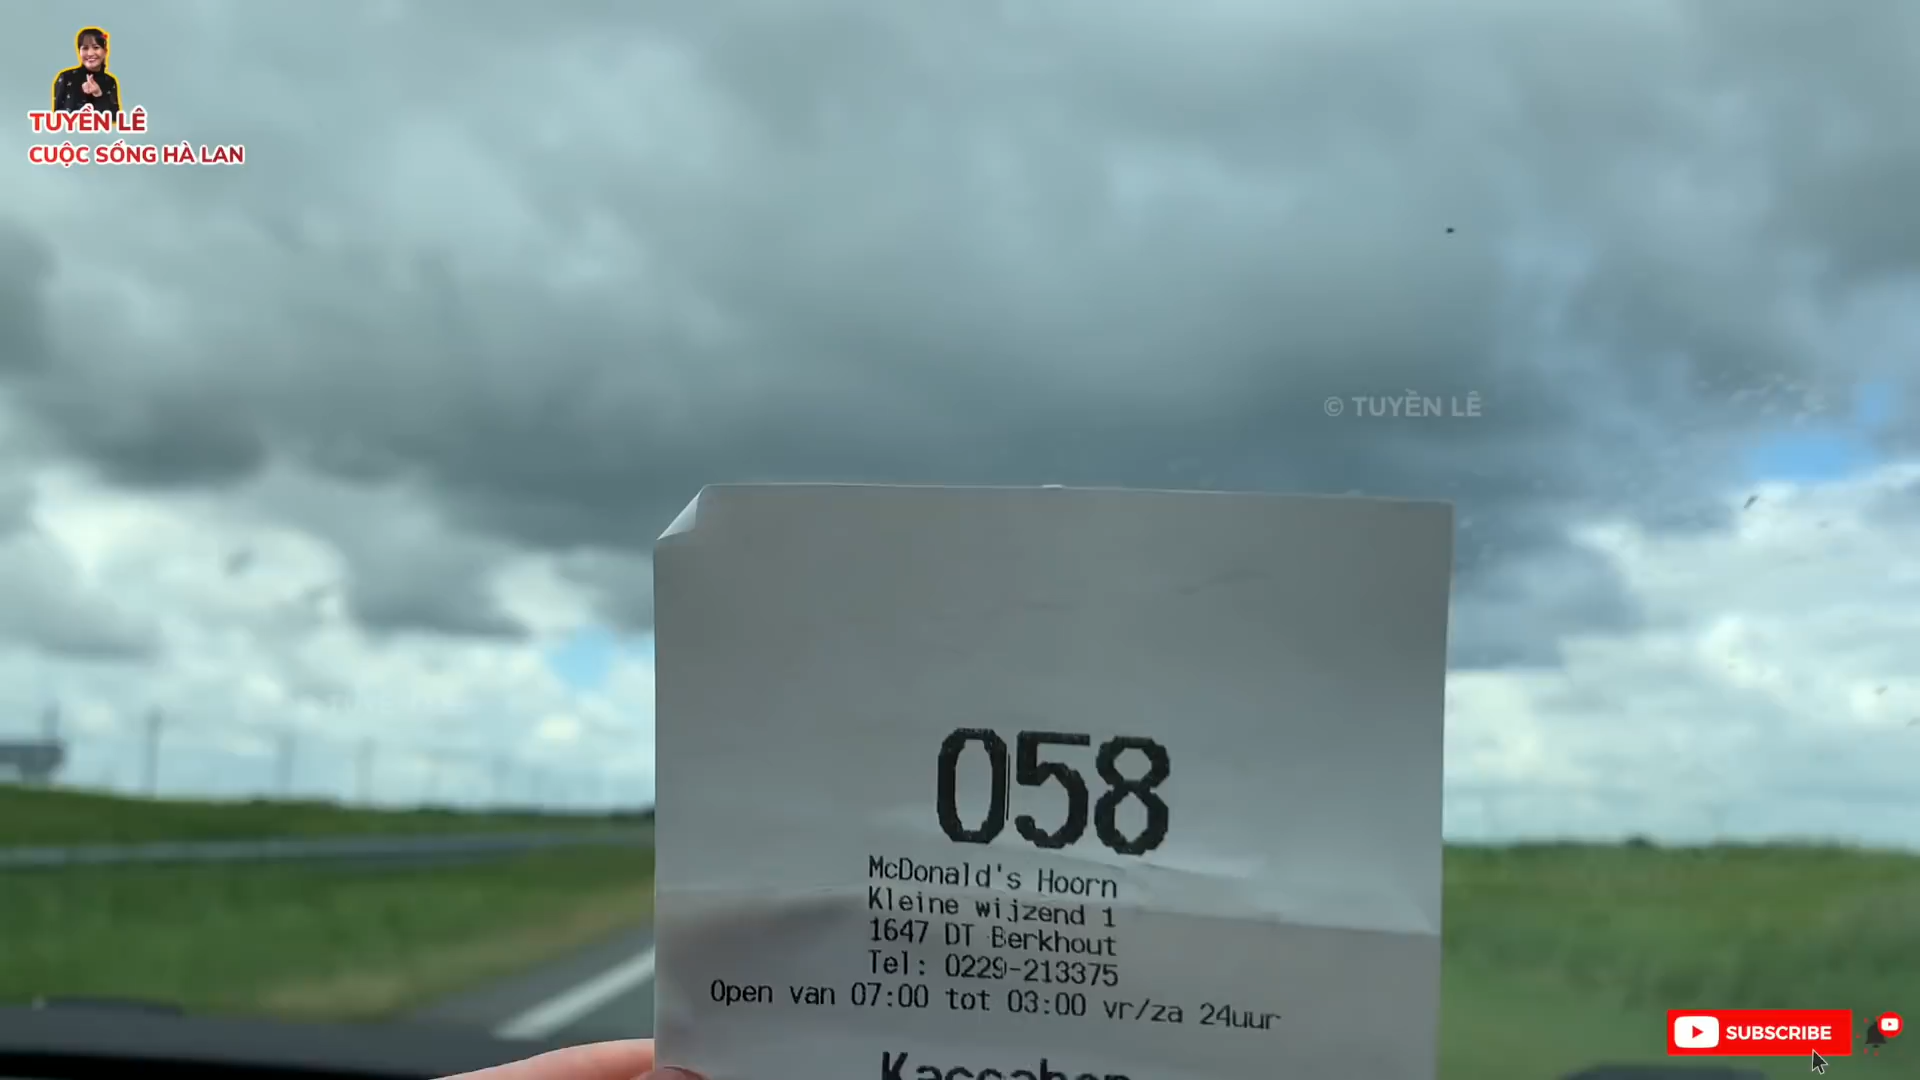 TUYỀN LÊ
CUỘC SỐNG HÀ LAN
© TUYỀN LÊ
058
McDonald's Hoorn
Kleine wijzend 1
1647 DT Berkhout
Tel: 0229-213375
Open van 07:00 tot 03:00 vr/za 24uur
SUBSCRIBE